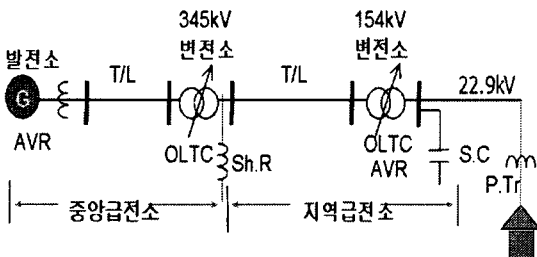 345kV
변전소
154kV
변전소
발전소
T/L
T/L
22.9kV
G
AVR
OLTC
Sh.R
OLTC
AVR
S.C
P.Tr
중앙급전소
지역급전소